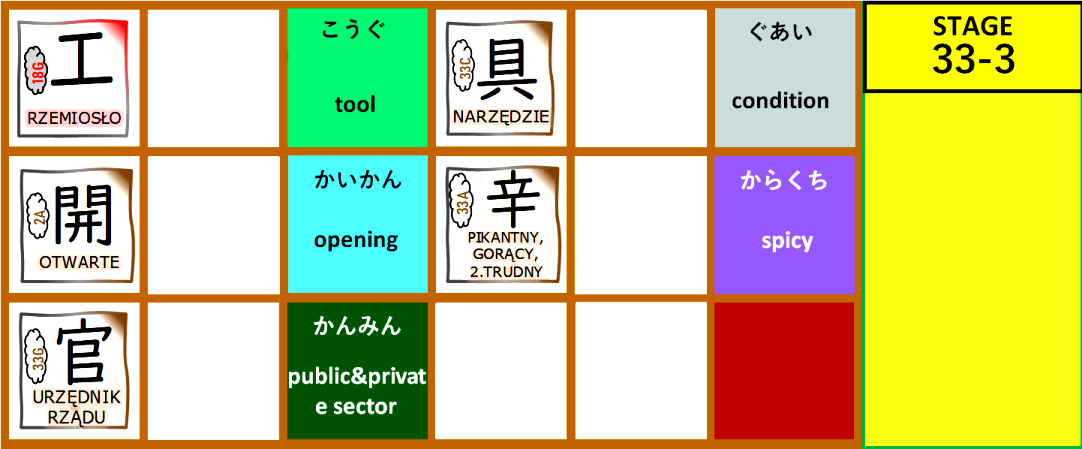 18G
工
RZEMIOSŁO
こうぐ
tool
33C
具
NARZĘDZIE
ぐあい
condition
STAGE
33-3
2A
開
OTWARTE
かいかん
opening
33A
辛
PIKANTNY,
GORĄCY,
2.TRUDNY
からくち
spicy
33G
官
URZĘDNIK
RZĄDU
かんみん
public&privat
e sector